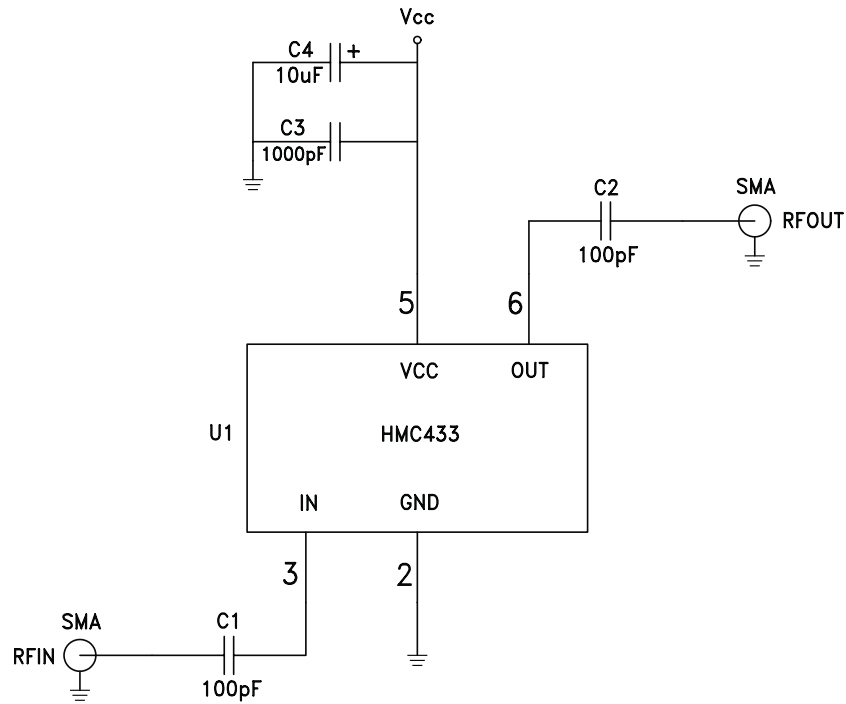 Vcc
C4
+
10uF
C3
1000pF
C2
SMA
RFOUT
100pF
5
6
VCC
OUT
U1
HMC433
IN
GND
3
2
SMA
C1
RFIN
100pF